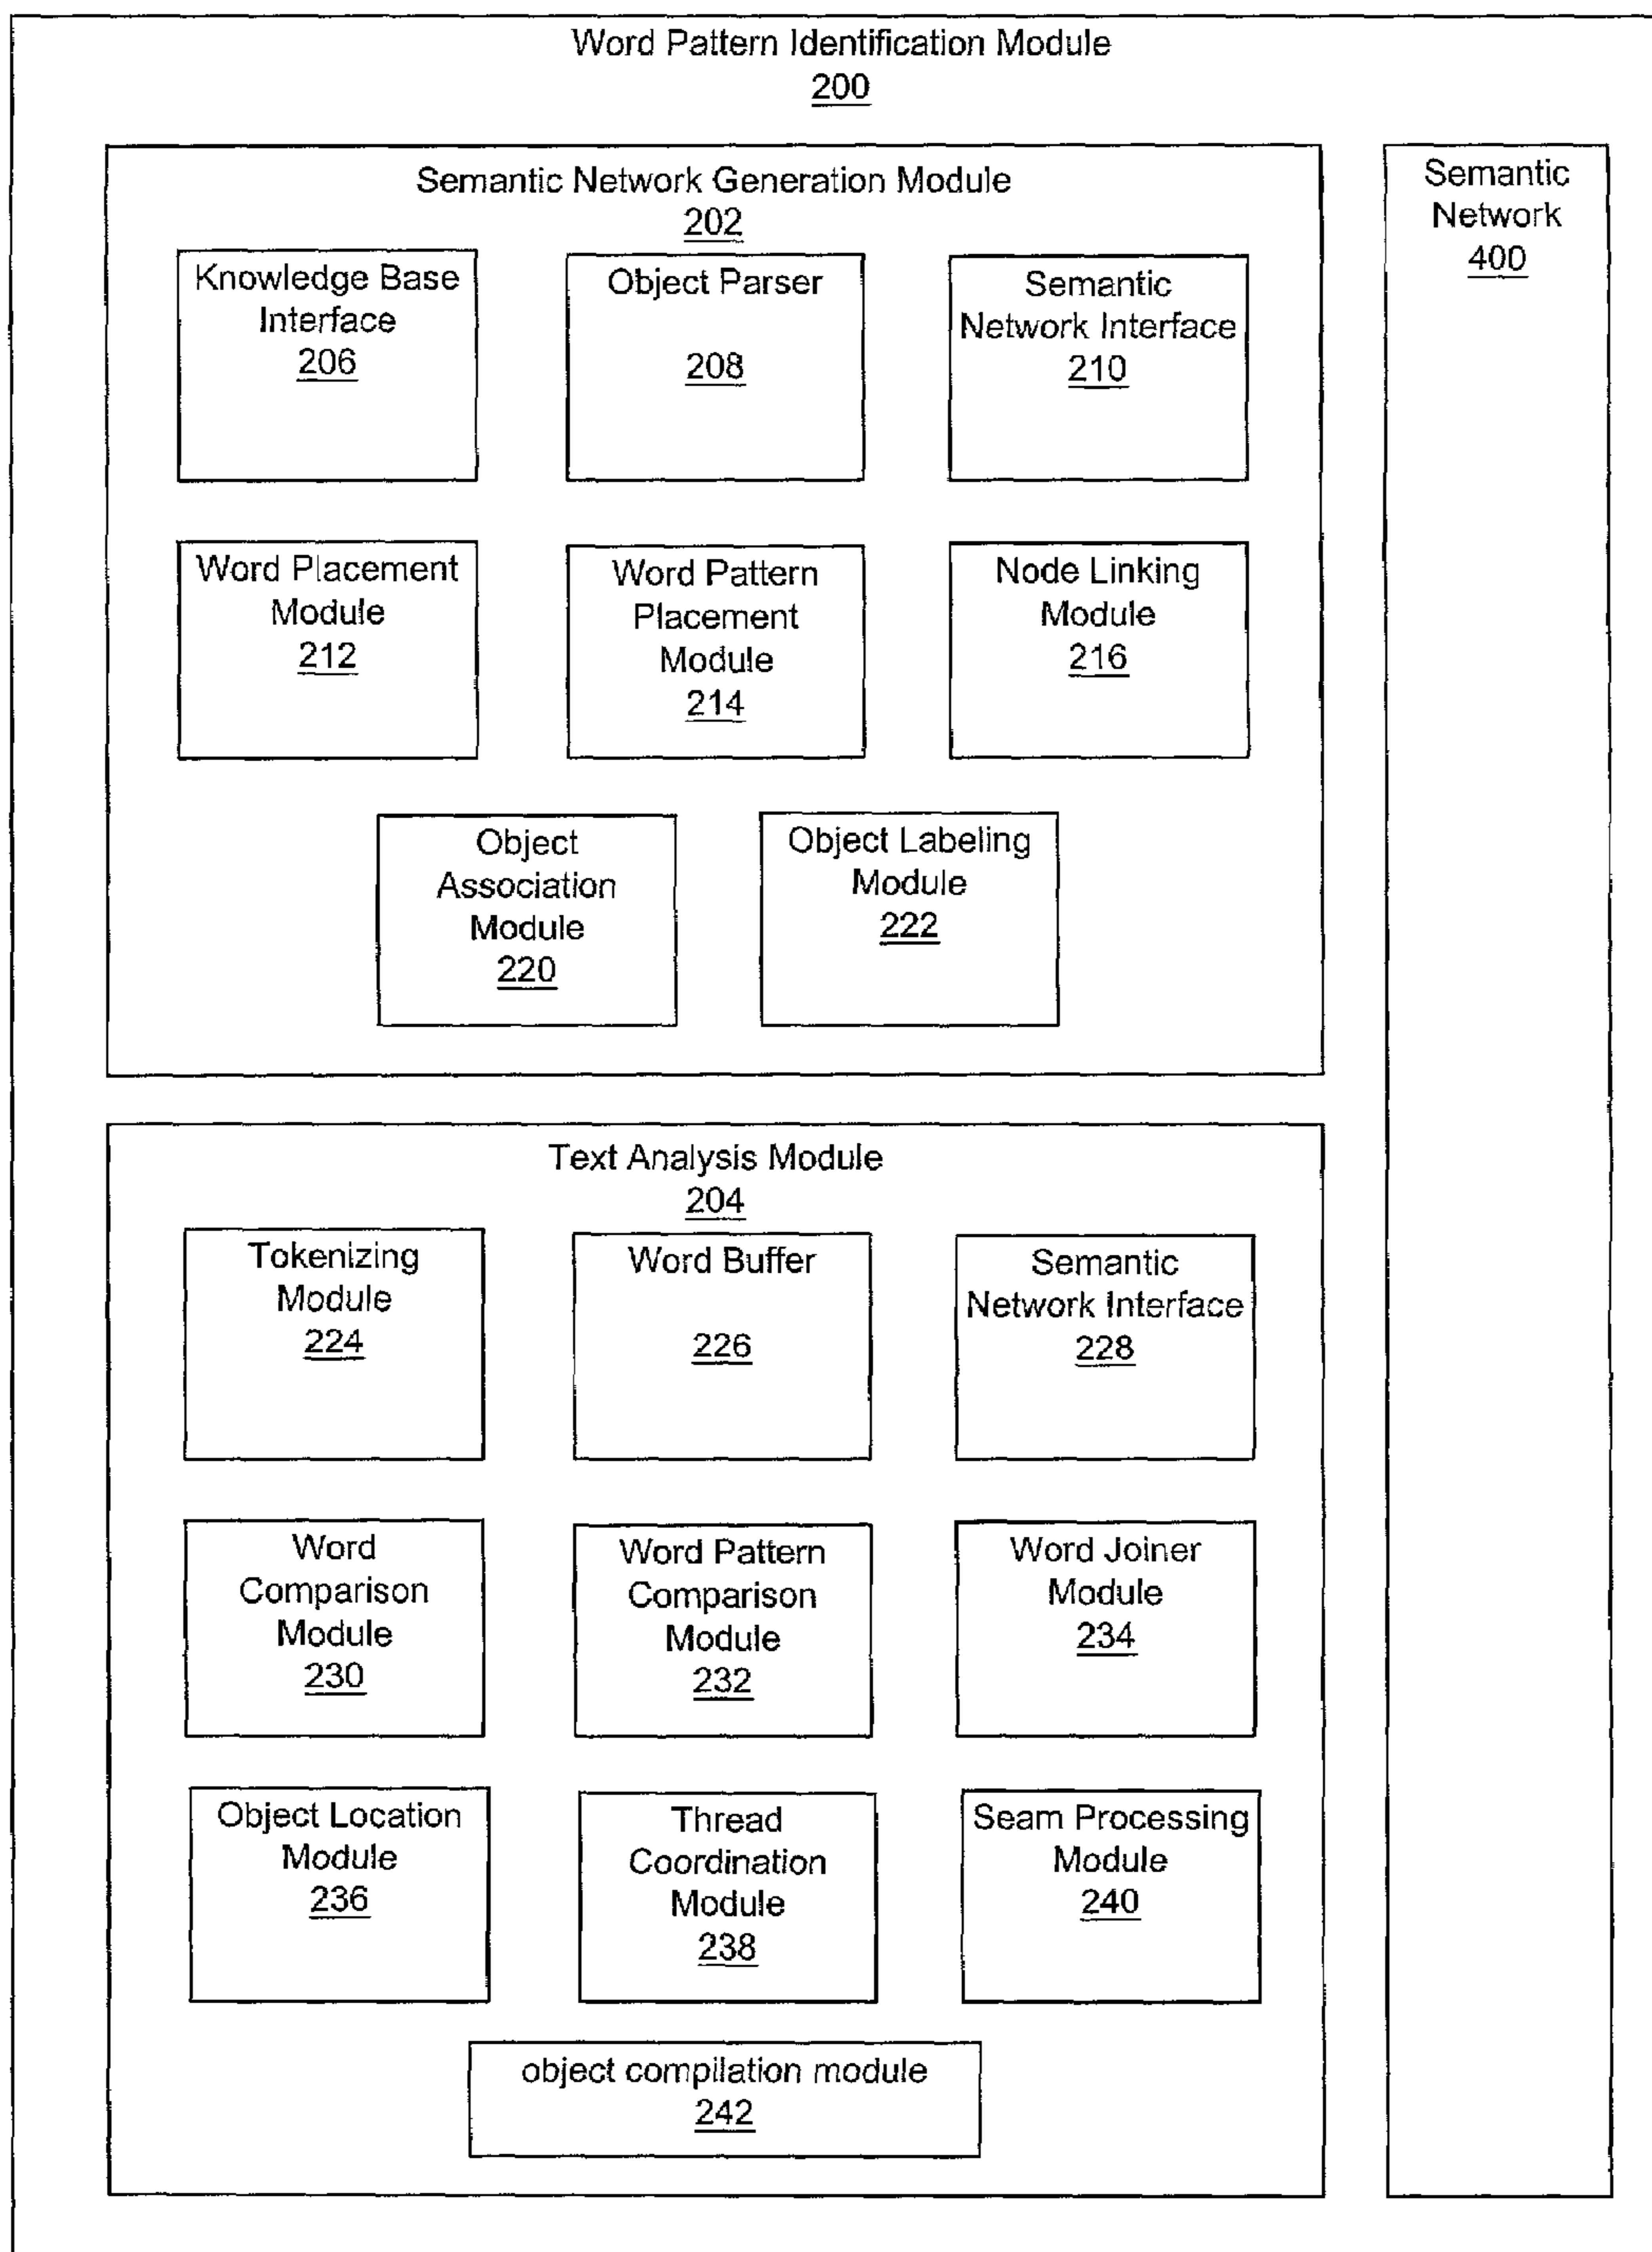 Word Pattern Identification Module
200
Semantic Network Generation Module
202
Knowledge Base
Interface
206
Object Parser
208
Semantic
Network Interface
210
Word Placement
Module
212
Word Pattern
Placement
Module
214
Node Linking
Module
216
Object
Association
Module
220
Object Labeling
Module
222
Semantic
Network
400
Text Analysis Module
204
Tokenizing
Module
224
Word Buffer
226
Semantic
Network Interface
228
Word
Comparison
Module
230
Word Pattern
Comparison
Module
232
Word Joiner
Module
234
Object Location
Module
236
Thread
Coordination
Module
238
Seam Processing
Module
240
object compilation module
242